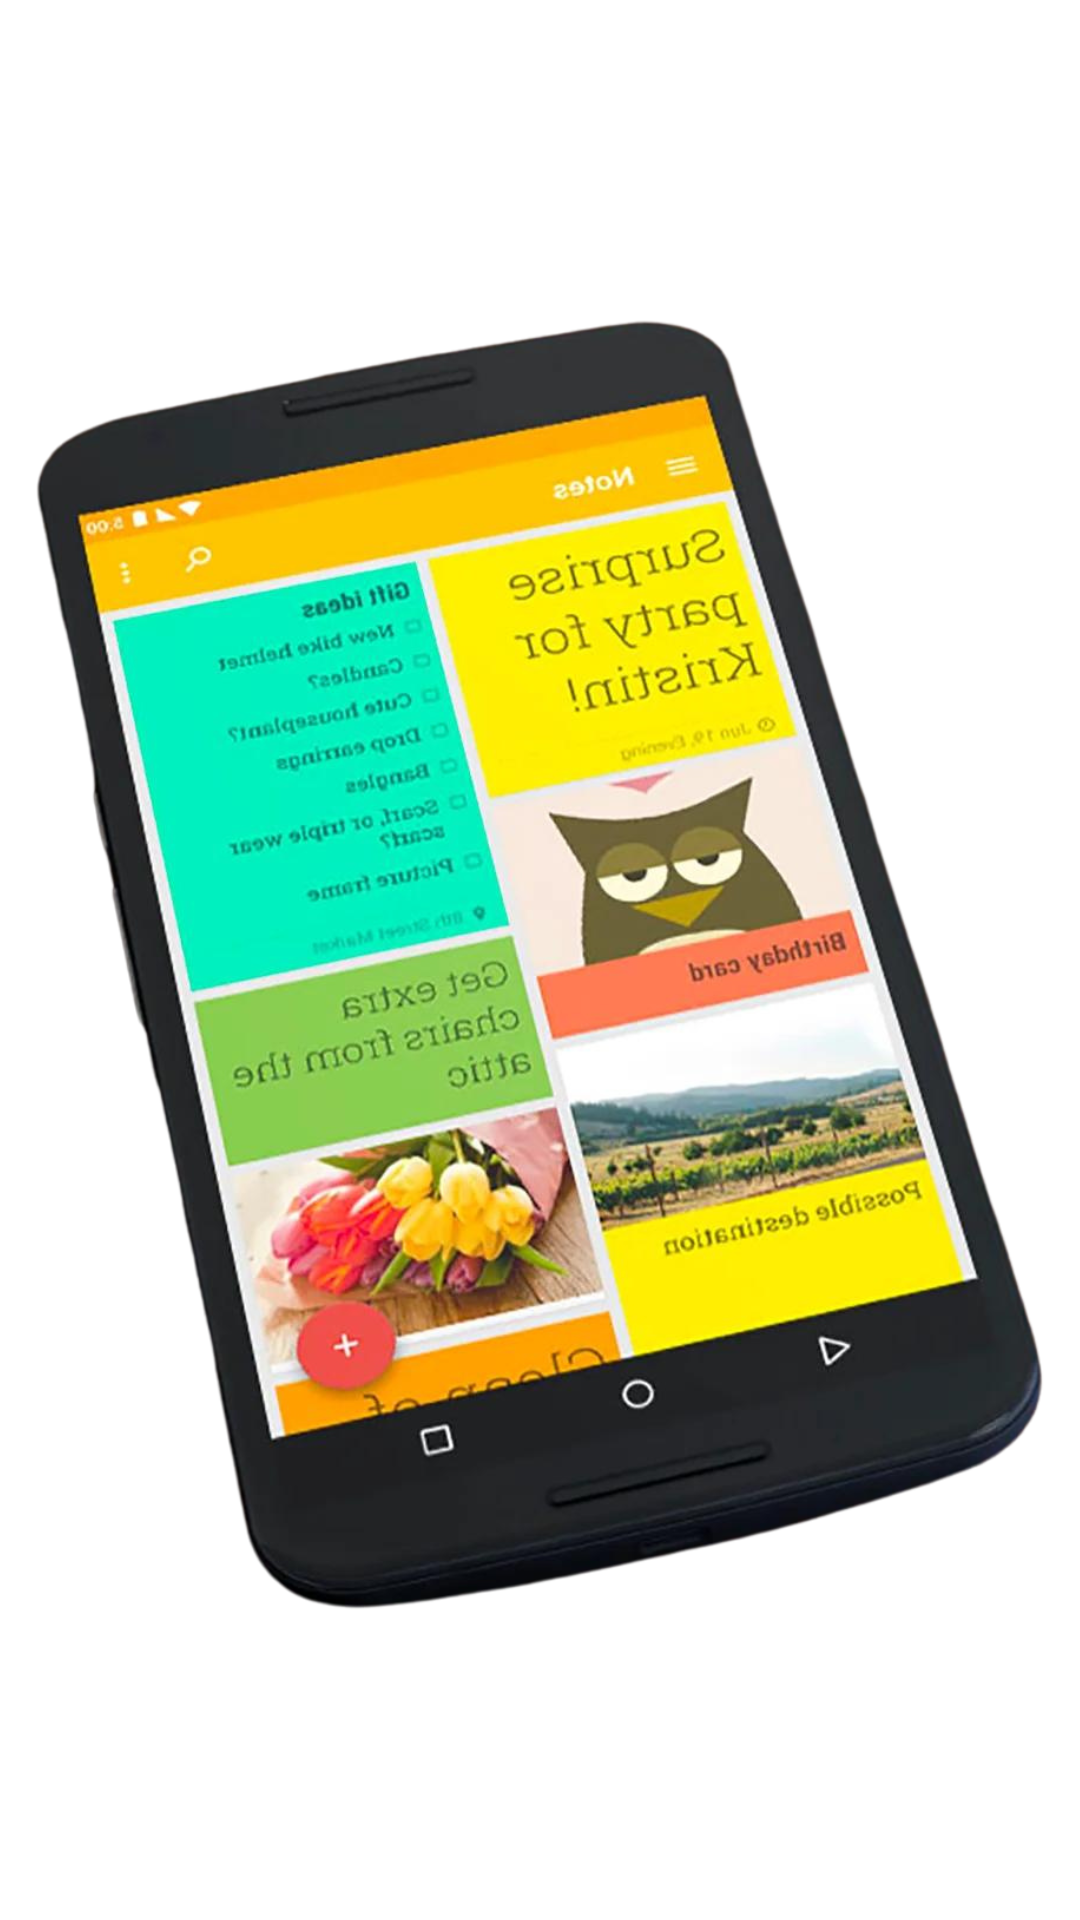 5:00
Notes
Surprise
party for
Kristin!
Jun 19, Evening
Gift ideas
New bike helmet
Candles?
Cute houseplant?
Drop earrings
Bangles
Scarf, or triple wear
scarf?
Picture frame
8th Street Market
Birthday card
Get extra
chairs from the
attic
Possible destination
Clean of